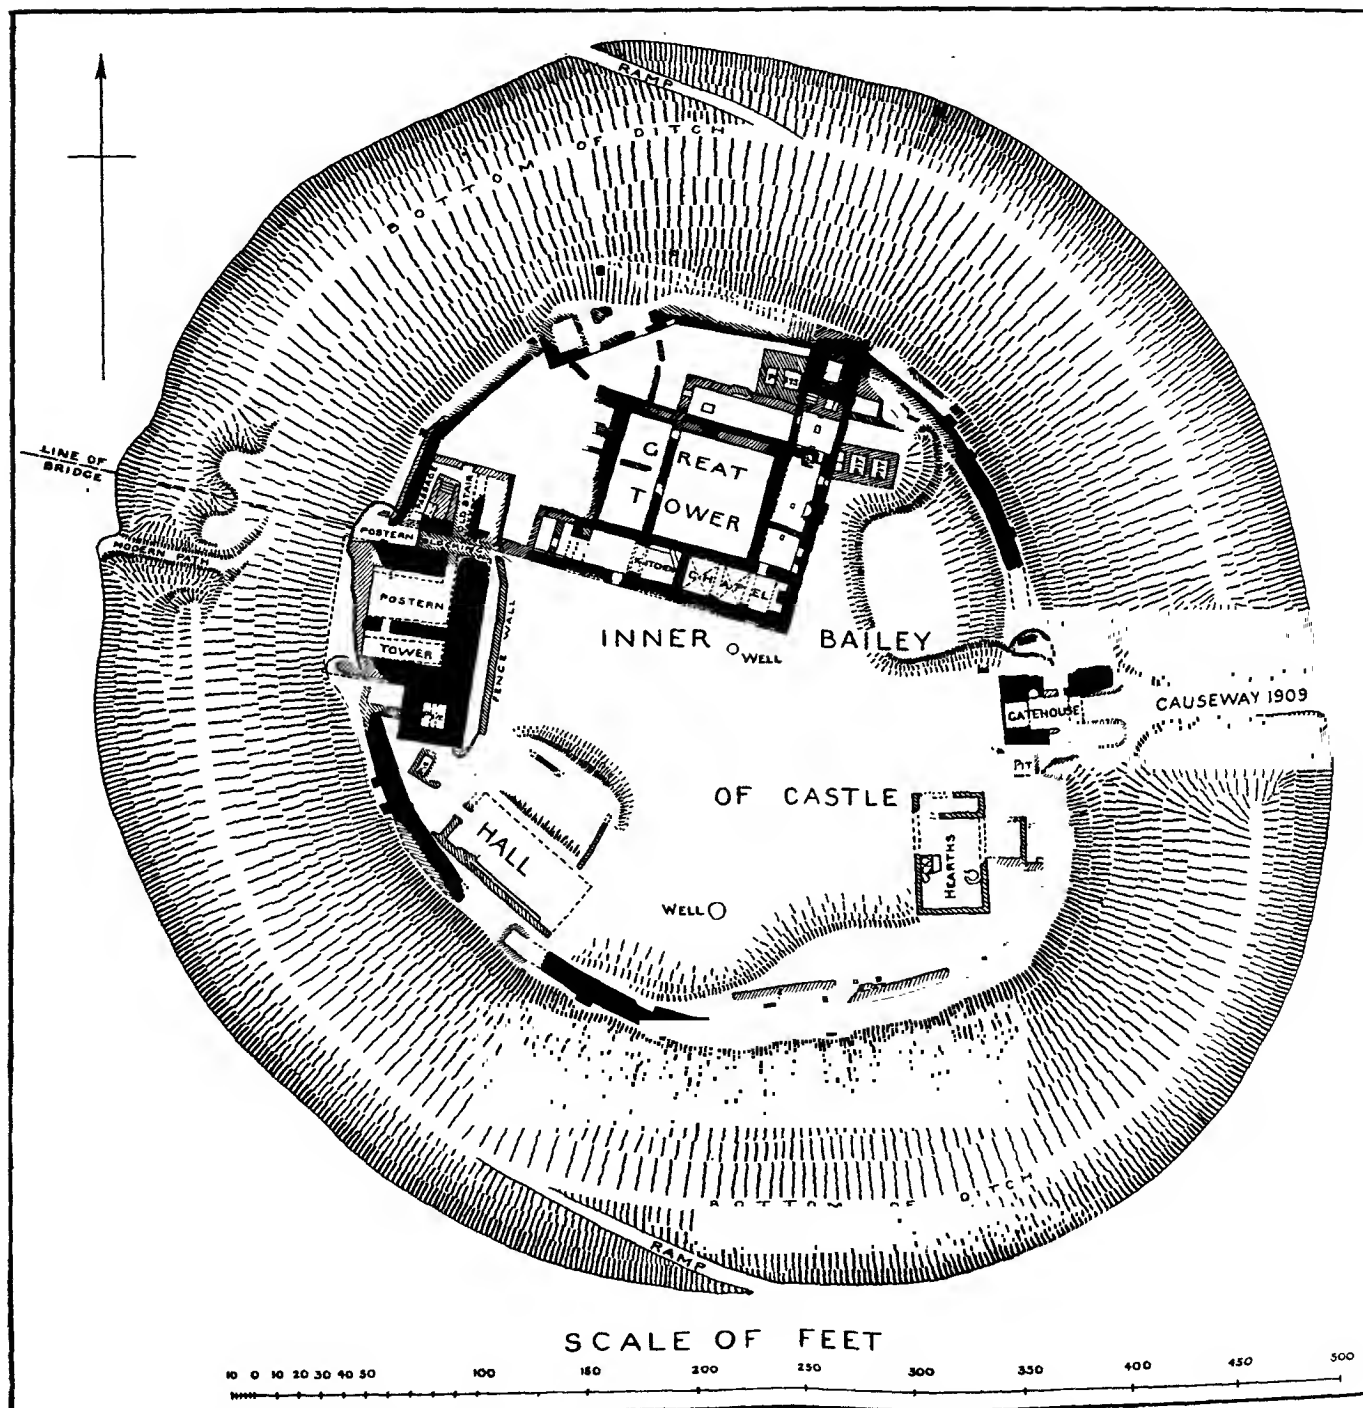 RAMP
BOTTOM OF DITCH
LINE OF
BRIDGE
MODERN PATH
GREAT
TOWER
POSTERN
KITCHEN
CHAPEL
POSTERN
TOWER
FENCE WALL
INNER BAILEY
WELL
GATEHOUSE
CAUSEWAY 1909
PIT
OF CASTLE
HALL
HEARTHS
WELL
BOTTOM OF DITCH
RAMP
SCALE OF FEET
10 0 10 20 30 40 50 100 150 200 250 300 350 400 450 500